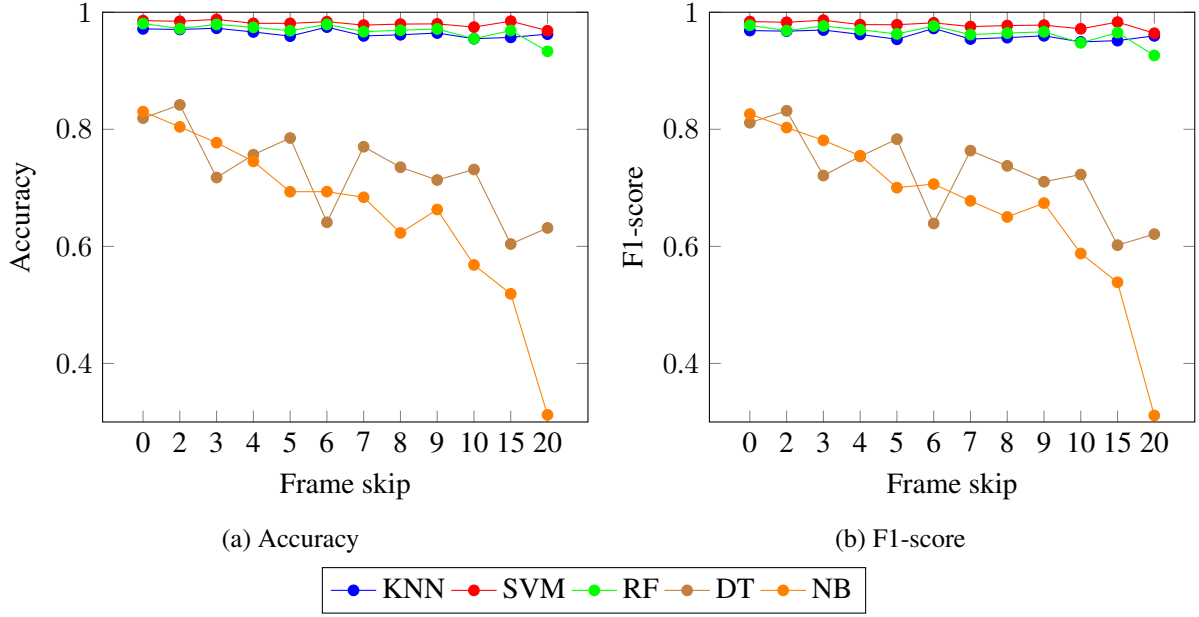 1
0.8
0.6
0.4
Accuracy
0 2 3 4 5 6 7 8 9 10 15 20
Frame skip
(a) Accuracy
1
0.8
0.6
0.4
F1-score
0 2 3 4 5 6 7 8 9 10 15 20
Frame skip
(b) F1-score
KNN SVM RF DT NB